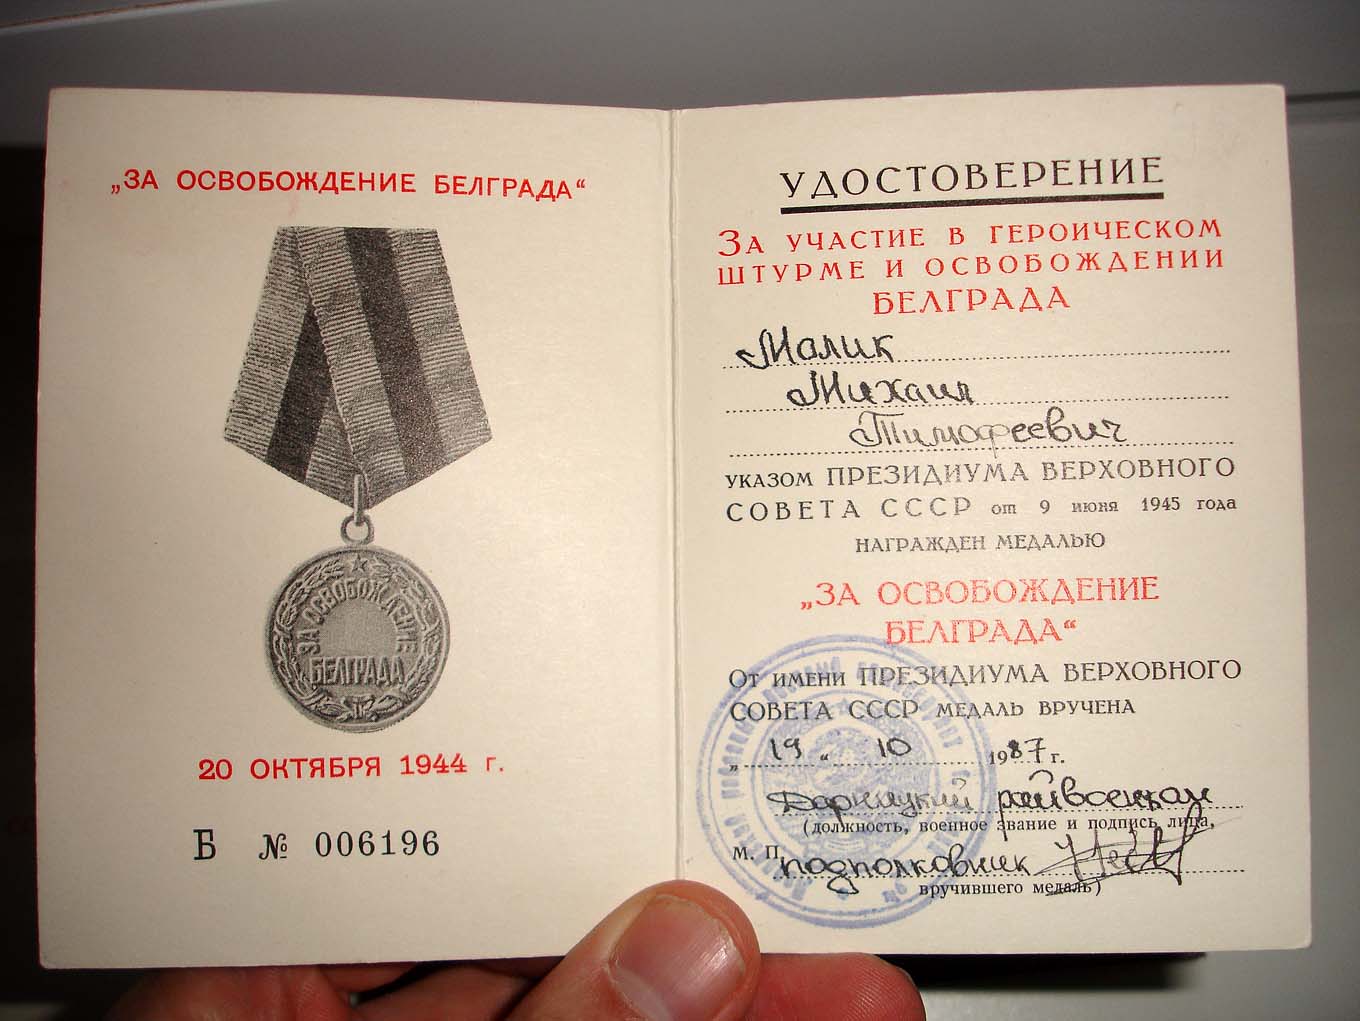 „ЗА ОСВОБОЖДЕНИЕ БЕЛГРАДА“
ЗА ОСВОБОЖДЕНИЕ
БЕЛГРАДА
20 ОКТЯБРЯ 1944 г.
Б № 006196
УДОСТОВЕРЕНИЕ
ЗА УЧАСТИЕ В ГЕРОИЧЕСКОМ
ШТУРМЕ И ОСВОБОЖДЕНИИ
БЕЛГРАДА
Малик
Михаил
Тимофеевич
УКАЗОМ ПРЕЗИДИУМА ВЕРХОВНОГО
СОВЕТА СССР от 9 июня 1945 года
НАГРАЖДЕН МЕДАЛЬЮ
„ЗА ОСВОБОЖДЕНИЕ
БЕЛГРАДА“
ОТ ИМЕНИ ПРЕЗИДИУМА ВЕРХОВНОГО
СОВЕТА СССР МЕДАЛЬ ВРУЧЕНА
„19“ 10 1987 г.
Дарницкий райвоенком
(должность, военное звание и подпись лица,
М. П. подполковник
вручившего медаль)